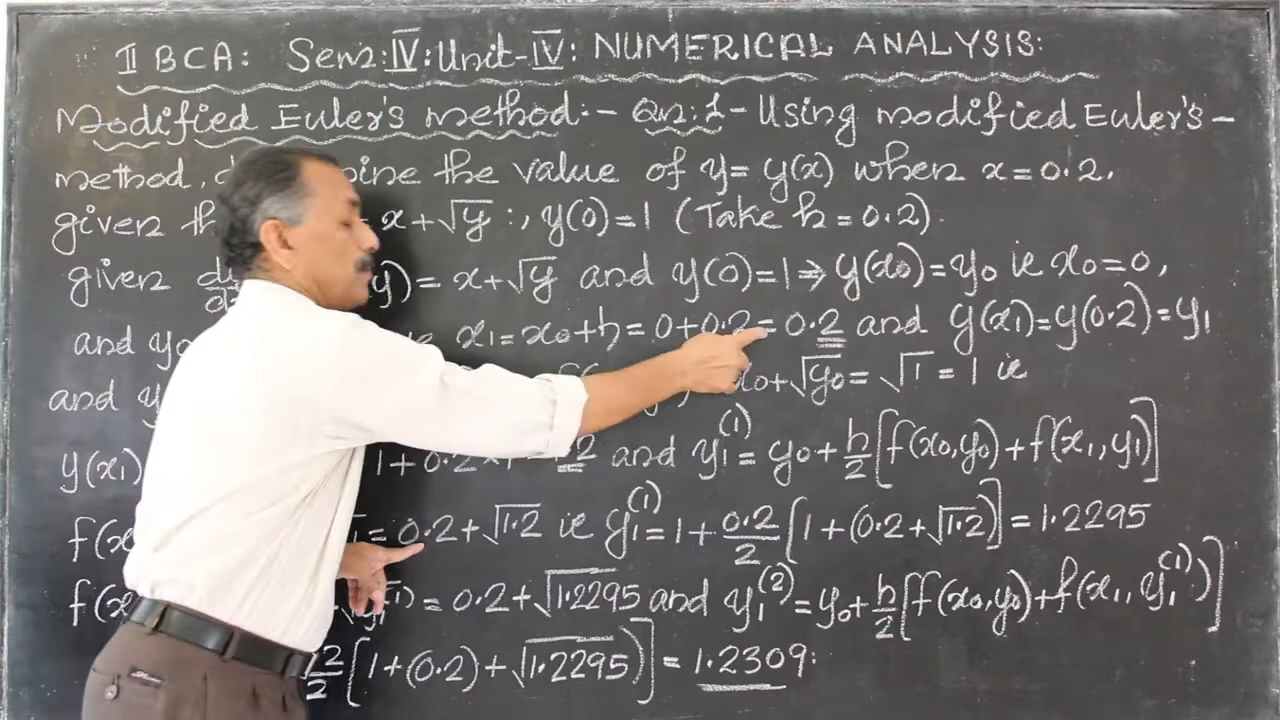 II BCA: Sem:IV:Unit-IV: NUMERICAL ANALYSIS:
Modified Euler's method:- Qn:1- Using modified Euler's-
method, the value of y= y(x) when x=0.2,
given x+√y :, y(0)=1 (Take h=0.2).
given y)= x+√y and y(0)=1⇒ y(x0)=y0 ie x0=0,
and y0 x1=x0+h=0+0.2=0.2 and y(x1)=y(0.2)=y1
and y x0+√y0= √1=1 ie
y(x1) 1+0.2x1 and y1^(1)= y0+h/2[f(x0,y0)+f(x1,y1)]
f(x =0.2+√1.2 ie y1^(1)=1+0.2/2[1+(0.2+√1.2)]=1.2295
f(x )=0.2+√1.2295 and y1^(2)=y0+h/2[f(x0,y0)+f(x1,y1^(1))]
2/2[1+(0.2)+√1.2295)]=1.2309: